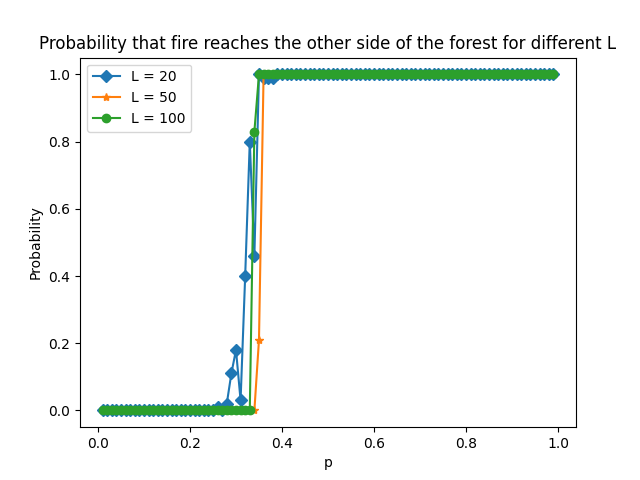 Probability that fire reaches the other side of the forest for different L
L = 20
L = 50
L = 100
1.0
0.8
0.6
0.4
0.2
0.0
Probability
0.0 0.2 0.4 0.6 0.8 1.0
p